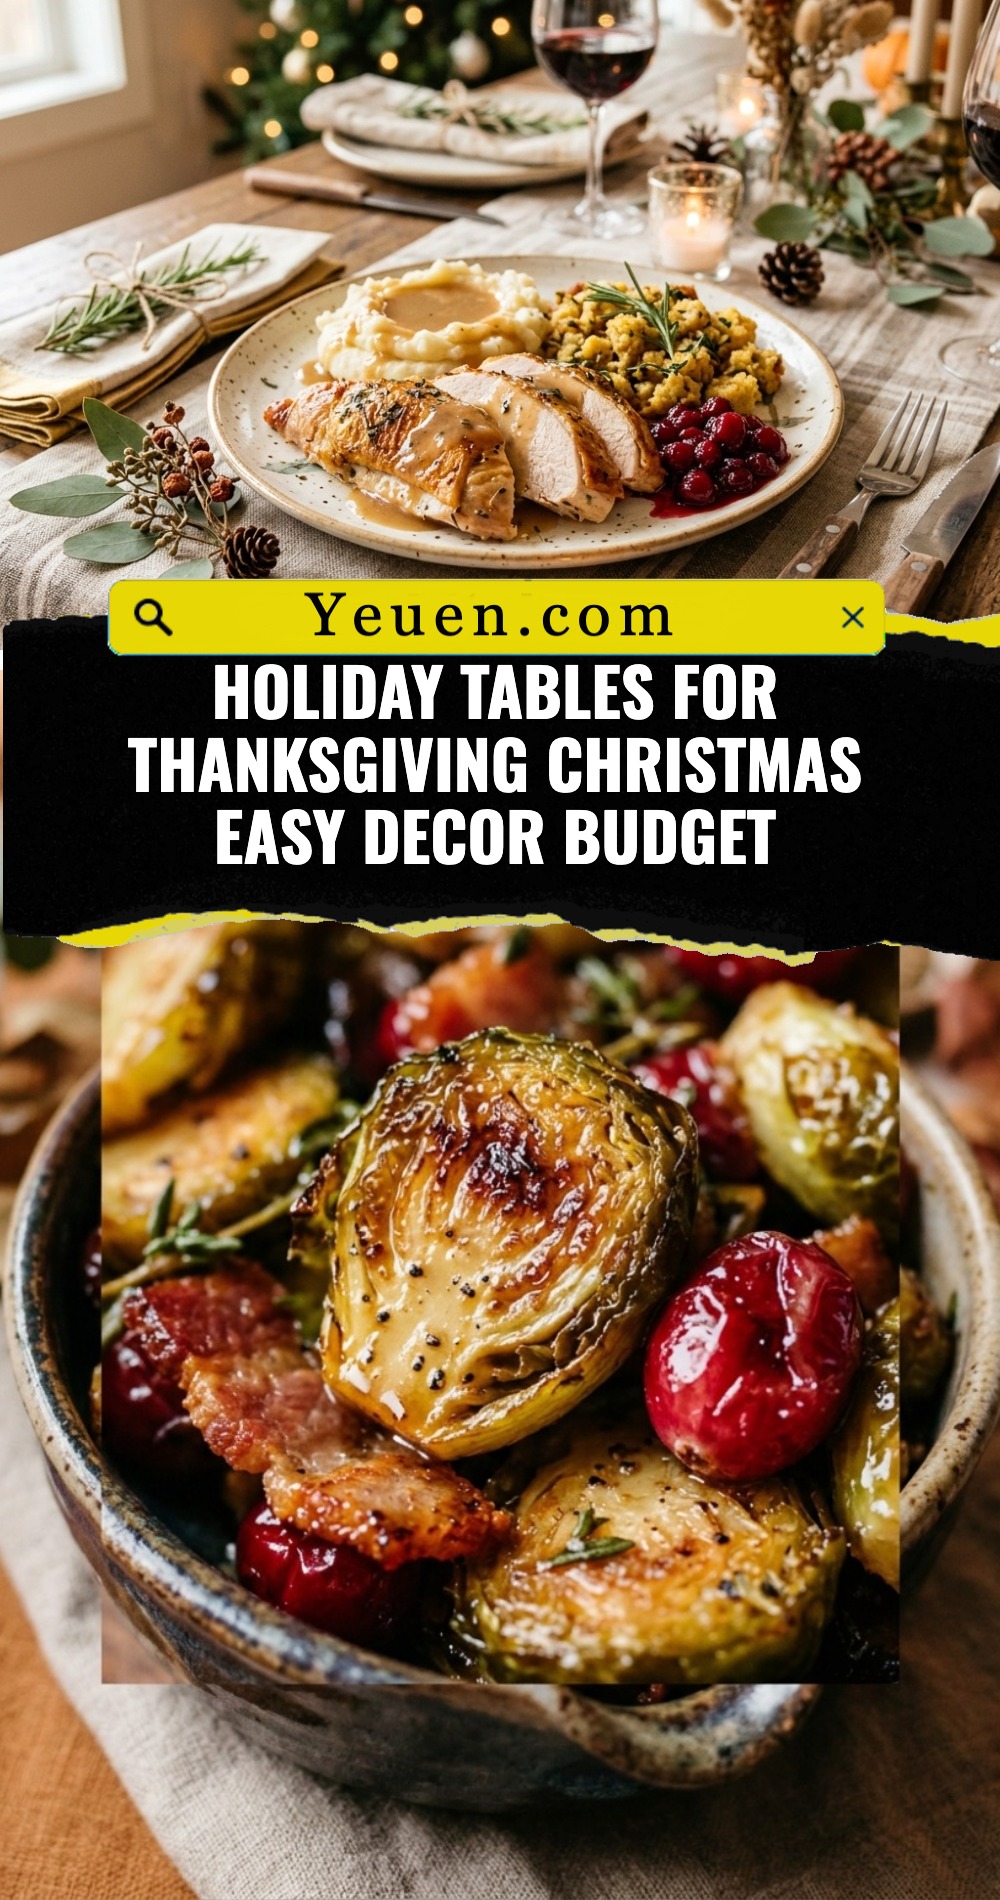 Yeuen.com
HOLIDAY TABLES FOR
THANKSGIVING CHRISTMAS
EASY DECOR BUDGET